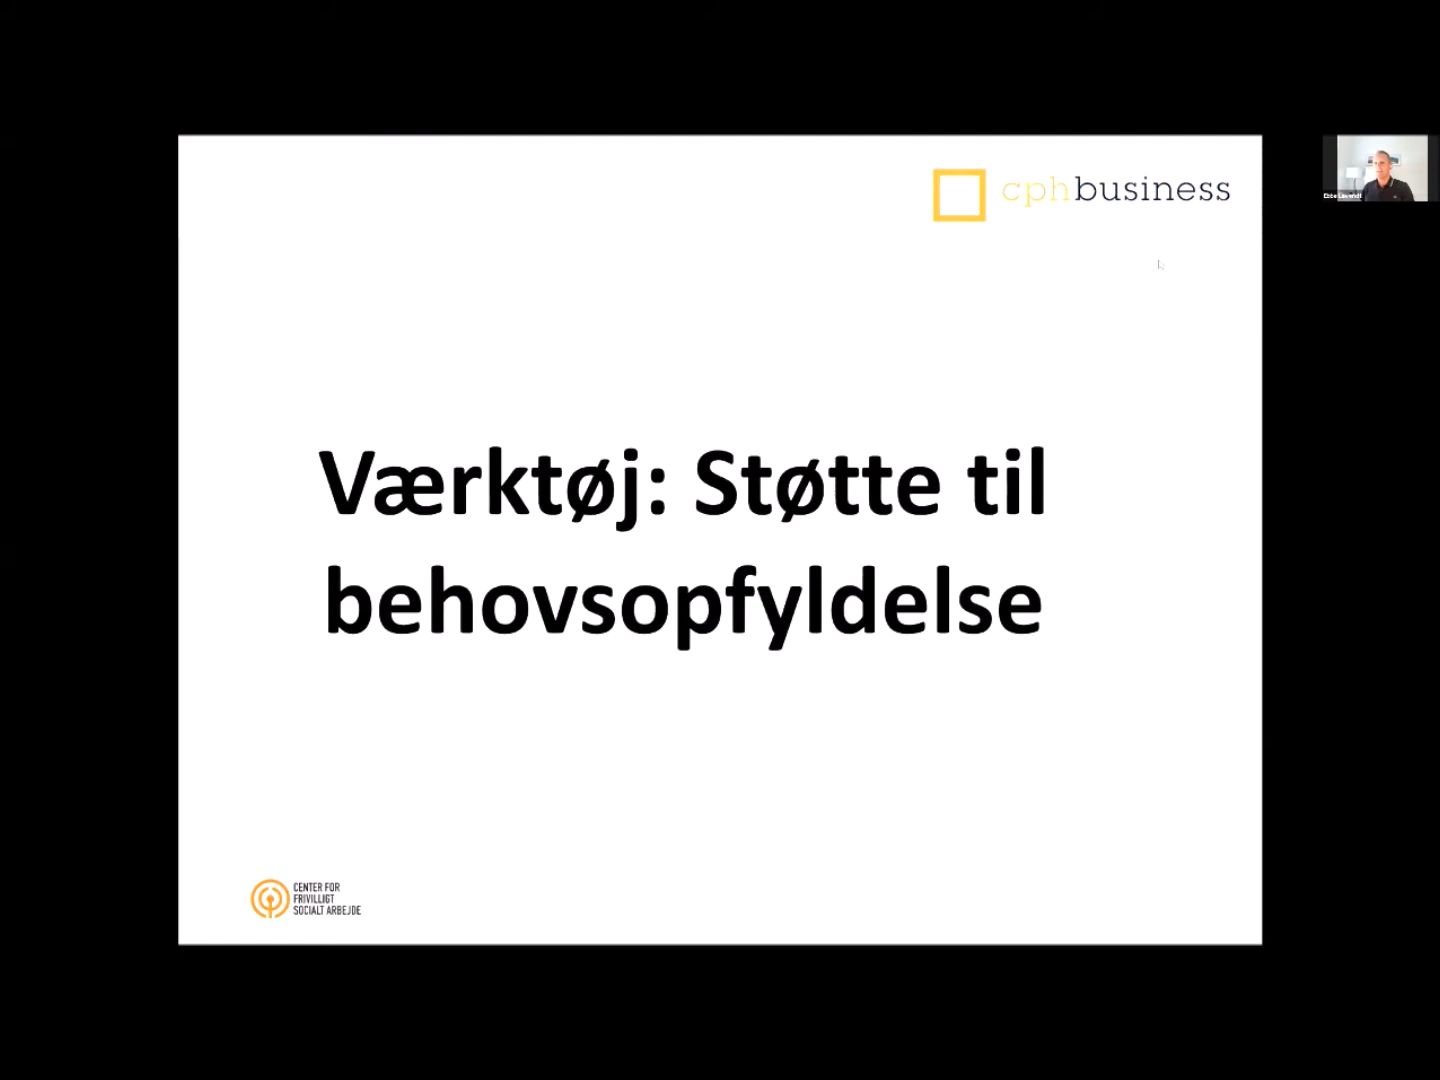 cphbusiness
Værktøj: Støtte til
behovsopfyldelse
CENTER FOR
FRIVILLIGT
SOCIALT ARBEJDE